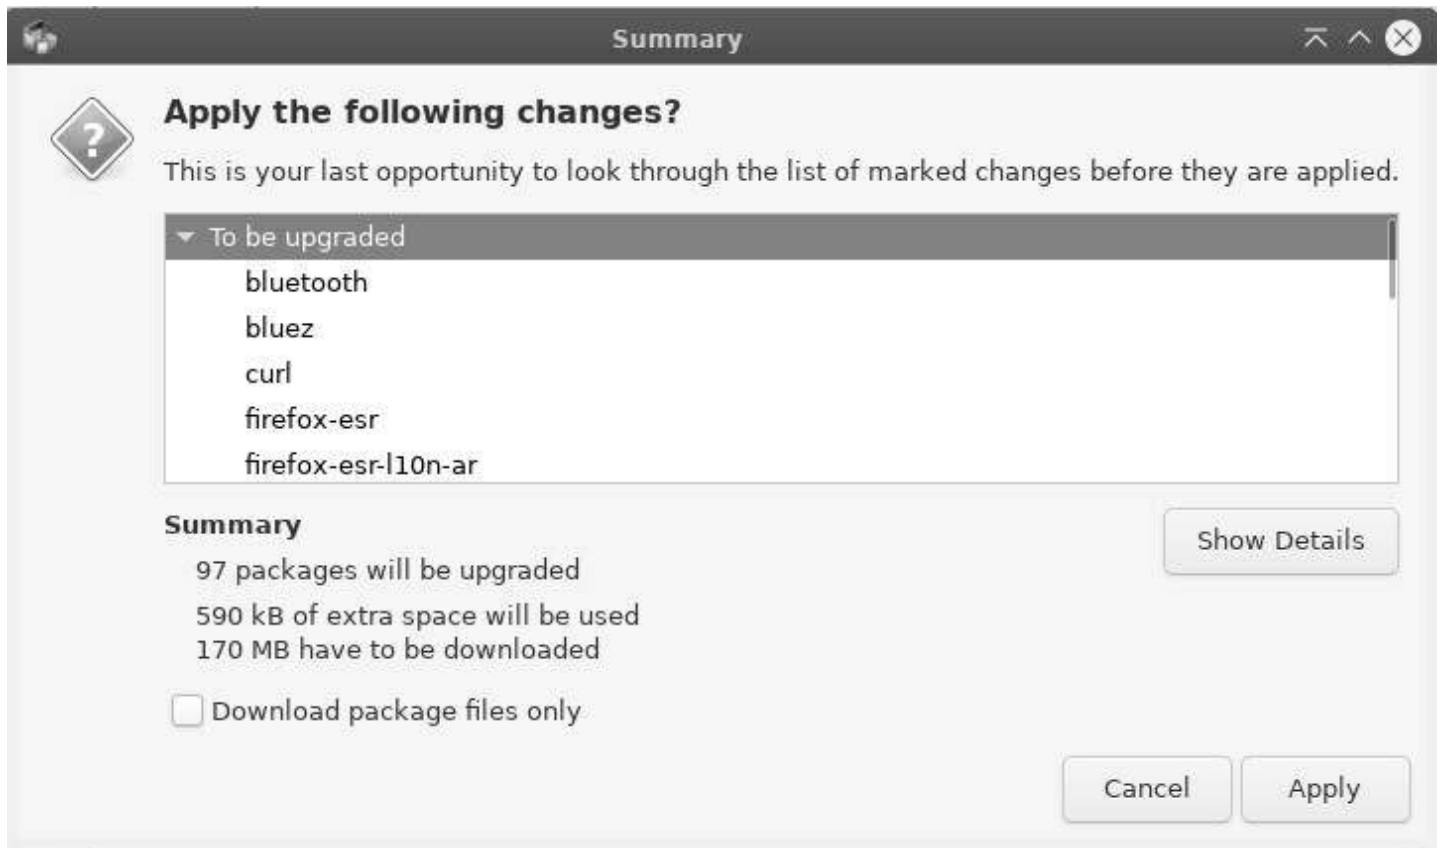 Summary
Apply the following changes?
This is your last opportunity to look through the list of marked changes before they are applied.
To be upgraded
bluetooth
bluez
curl
firefox-esr
firefox-esr-l10n-ar
Summary
Show Details
97 packages will be upgraded
590 kB of extra space will be used
170 MB have to be downloaded
Download package files only
Cancel
Apply